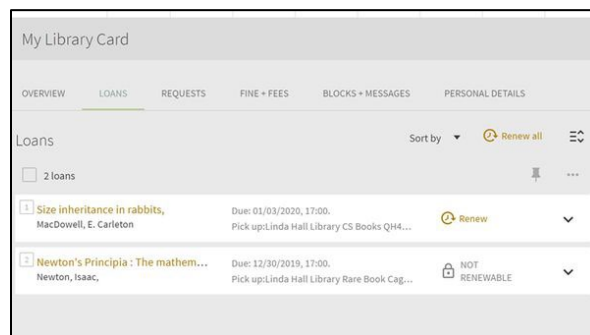 My Library Card
OVERVIEW LOANS REQUESTS FINE + FEES BLOCKS + MESSAGES PERSONAL DETAILS
Loans Sort by Renew all
2 loans
1 Size inheritance in rabbits, Due: 01/03/2020, 17:00. Renew
MacDowell, E. Carleton Pick up:Linda Hall Library CS Books QH4...
2 Newton's Principia : The mathem... Due: 12/30/2019, 17:00. NOT
Newton, Isaac, Pick up:Linda Hall Library Rare Book Cag... RENEWABLE